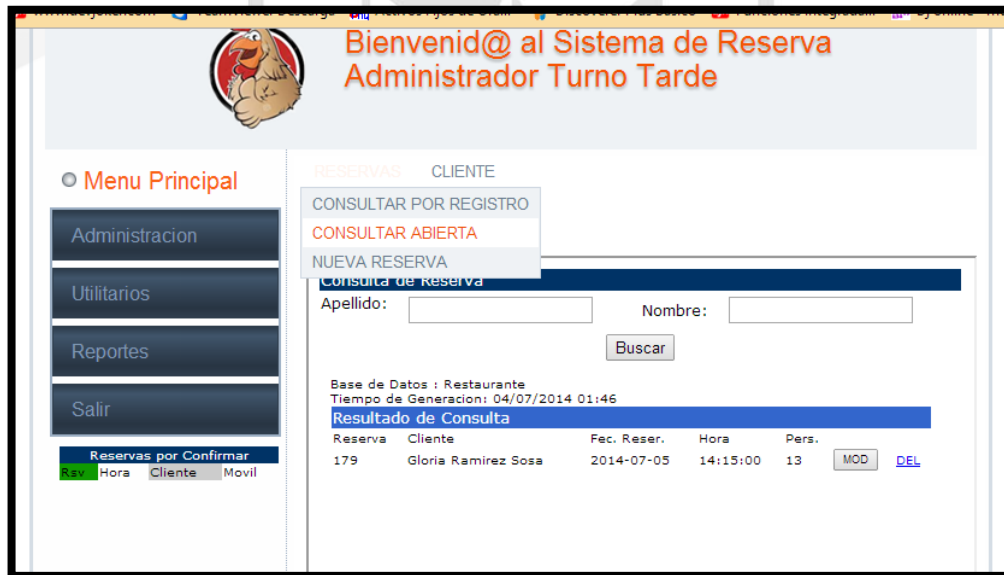 Bienvenid@ al Sistema de Reserva
Administrador Turno Tarde
Menu Principal
Administracion
Utilitarios
Reportes
Salir
Reservas por Confirmar
Rsv Hora Cliente Movil
RESERVAS CLIENTE
CONSULTAR POR REGISTRO
CONSULTAR ABIERTA
NUEVA RESERVA
Consulta de Reserva
Apellido: Nombre:
Buscar
Base de Datos : Restaurante
Tiempo de Generacion: 04/07/2014 01:46
Resultado de Consulta
Reserva Cliente Fec. Reser. Hora Pers.
179 Gloria Ramirez Sosa 2014-07-05 14:15:00 13 MOD DEL